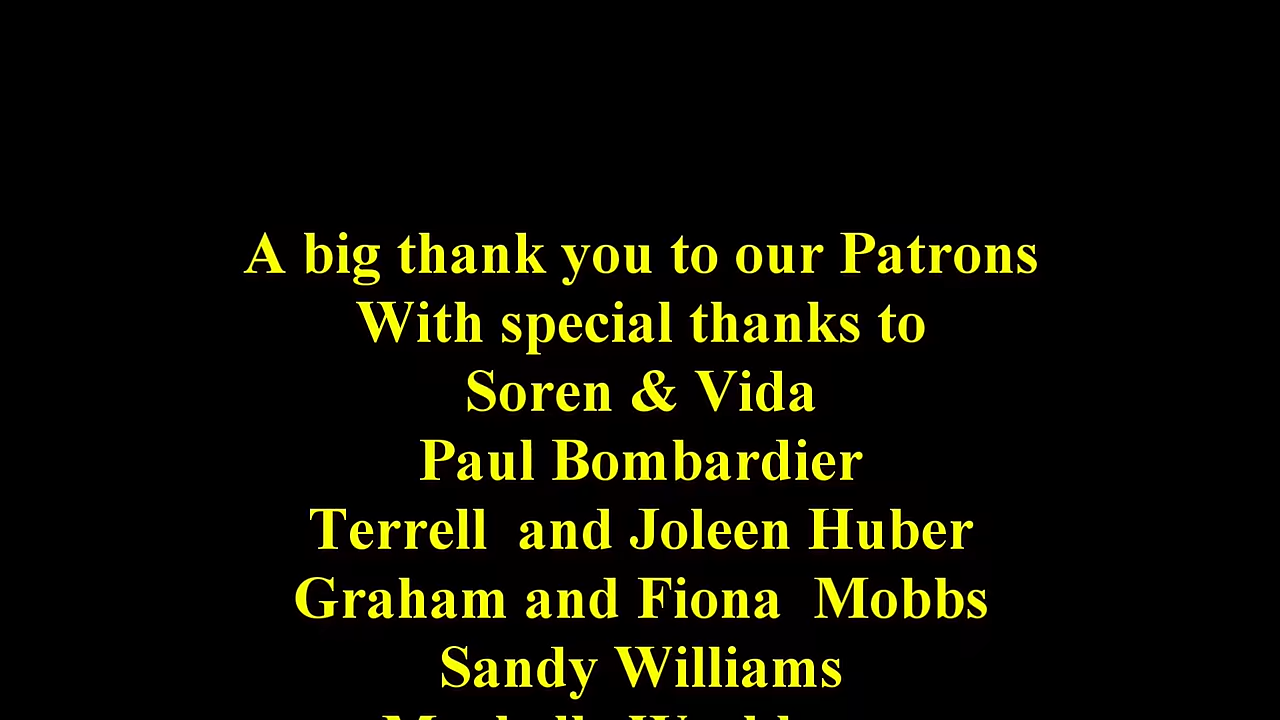 A big thank you to our Patrons
With special thanks to
Soren & Vida
Paul Bombardier
Terrell  and Joleen Huber
Graham and Fiona  Mobbs
Sandy Williams